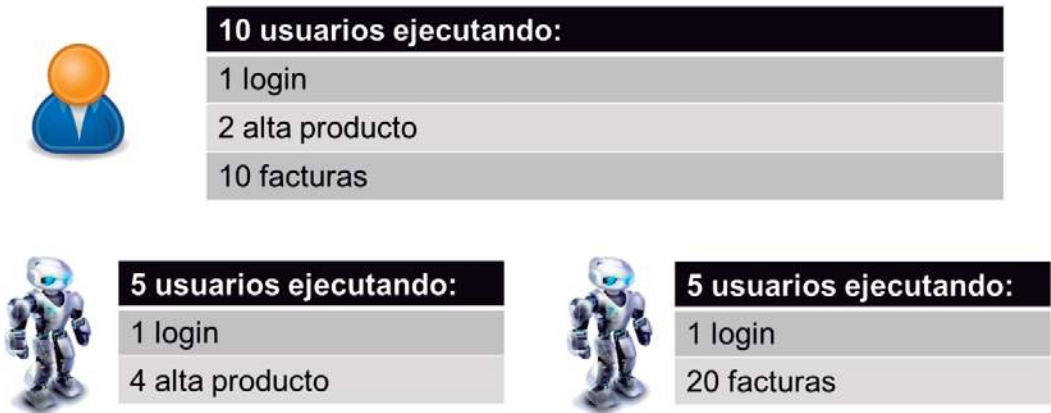 10 usuarios ejecutando:
1 login
2 alta producto
10 facturas
5 usuarios ejecutando:
1 login
4 alta producto
5 usuarios ejecutando:
1 login
20 facturas